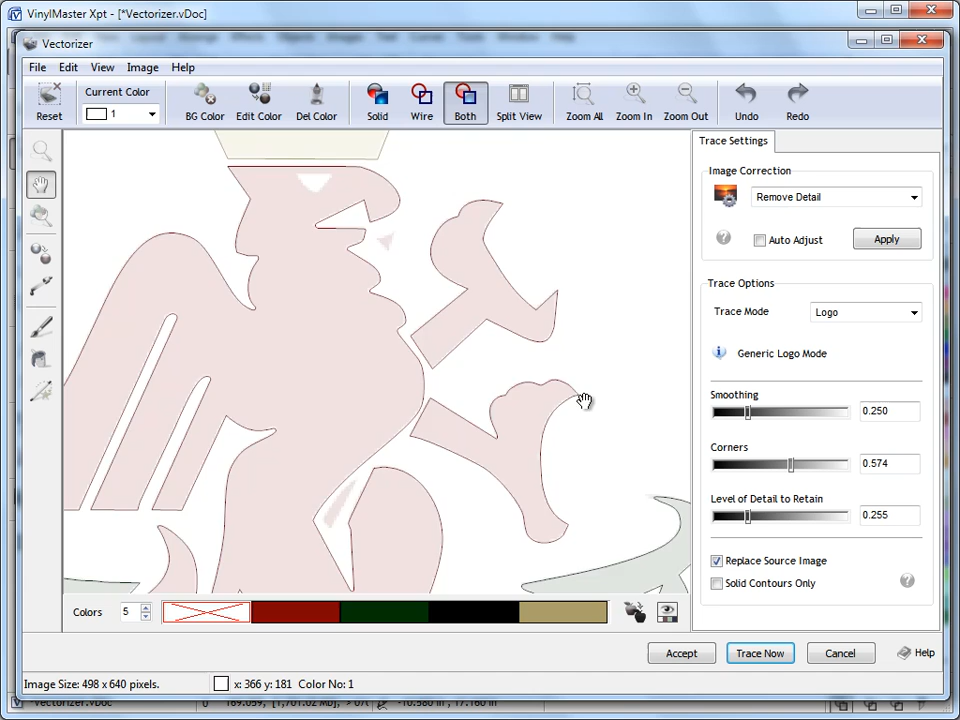 VinylMaster Xpt - [*Vectorizer.vDoc]
Vectorizer
File Edit View Image Help
Reset
Current Color
1
BG Color
Edit Color
Del Color
Solid
Wire
Both
Split View
Zoom All
Zoom In
Zoom Out
Undo
Redo
Trace Settings
Image Correction
Remove Detail
Auto Adjust
Apply
Trace Options
Trace Mode
Logo
Generic Logo Mode
Smoothing
0.250
Corners
0.574
Level of Detail to Retain
0.255
Replace Source Image
Solid Contours Only
Colors 5
Accept
Trace Now
Cancel
Help
Image Size: 498 x 640 pixels.
x: 366 y: 181 Color No: 1